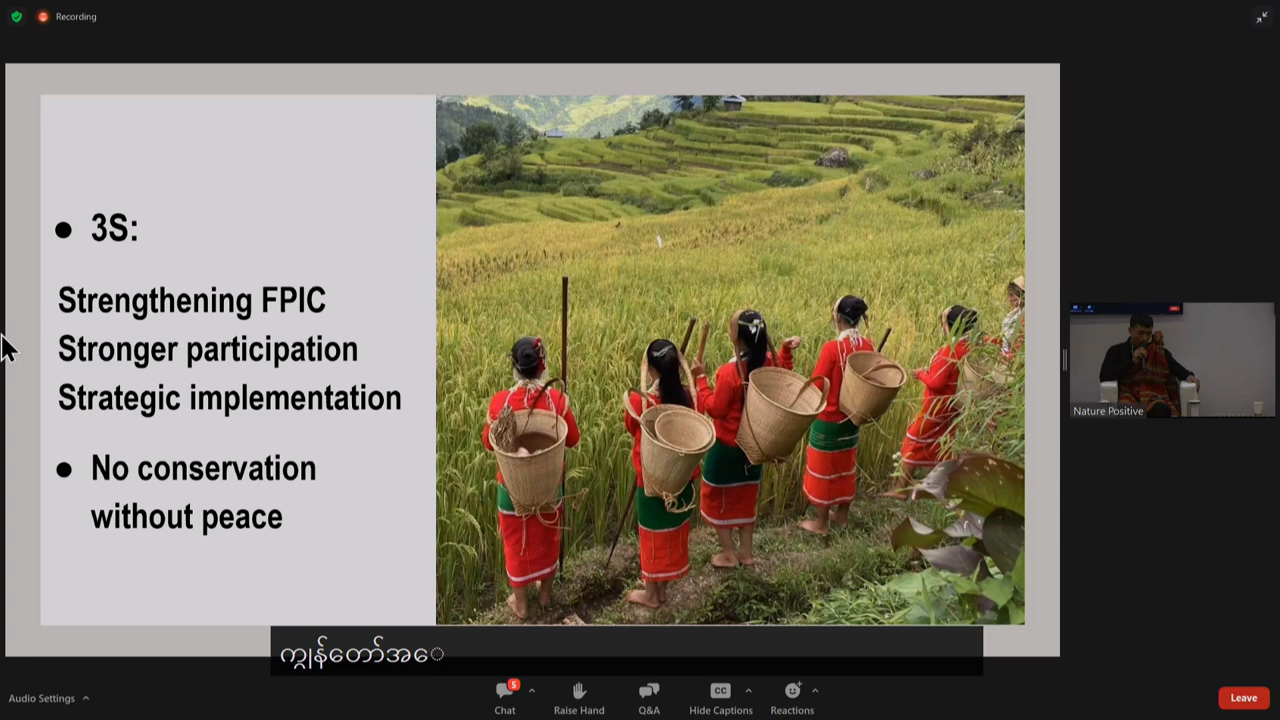 Recording
● 3S:
Strengthening FPIC
Stronger participation
Strategic implementation
● No conservation
without peace
Nature Positive
ကျွန်တော်အေ
Audio Settings
5
Chat
Raise Hand
Q&A
CC
Hide Captions
Reactions
Leave